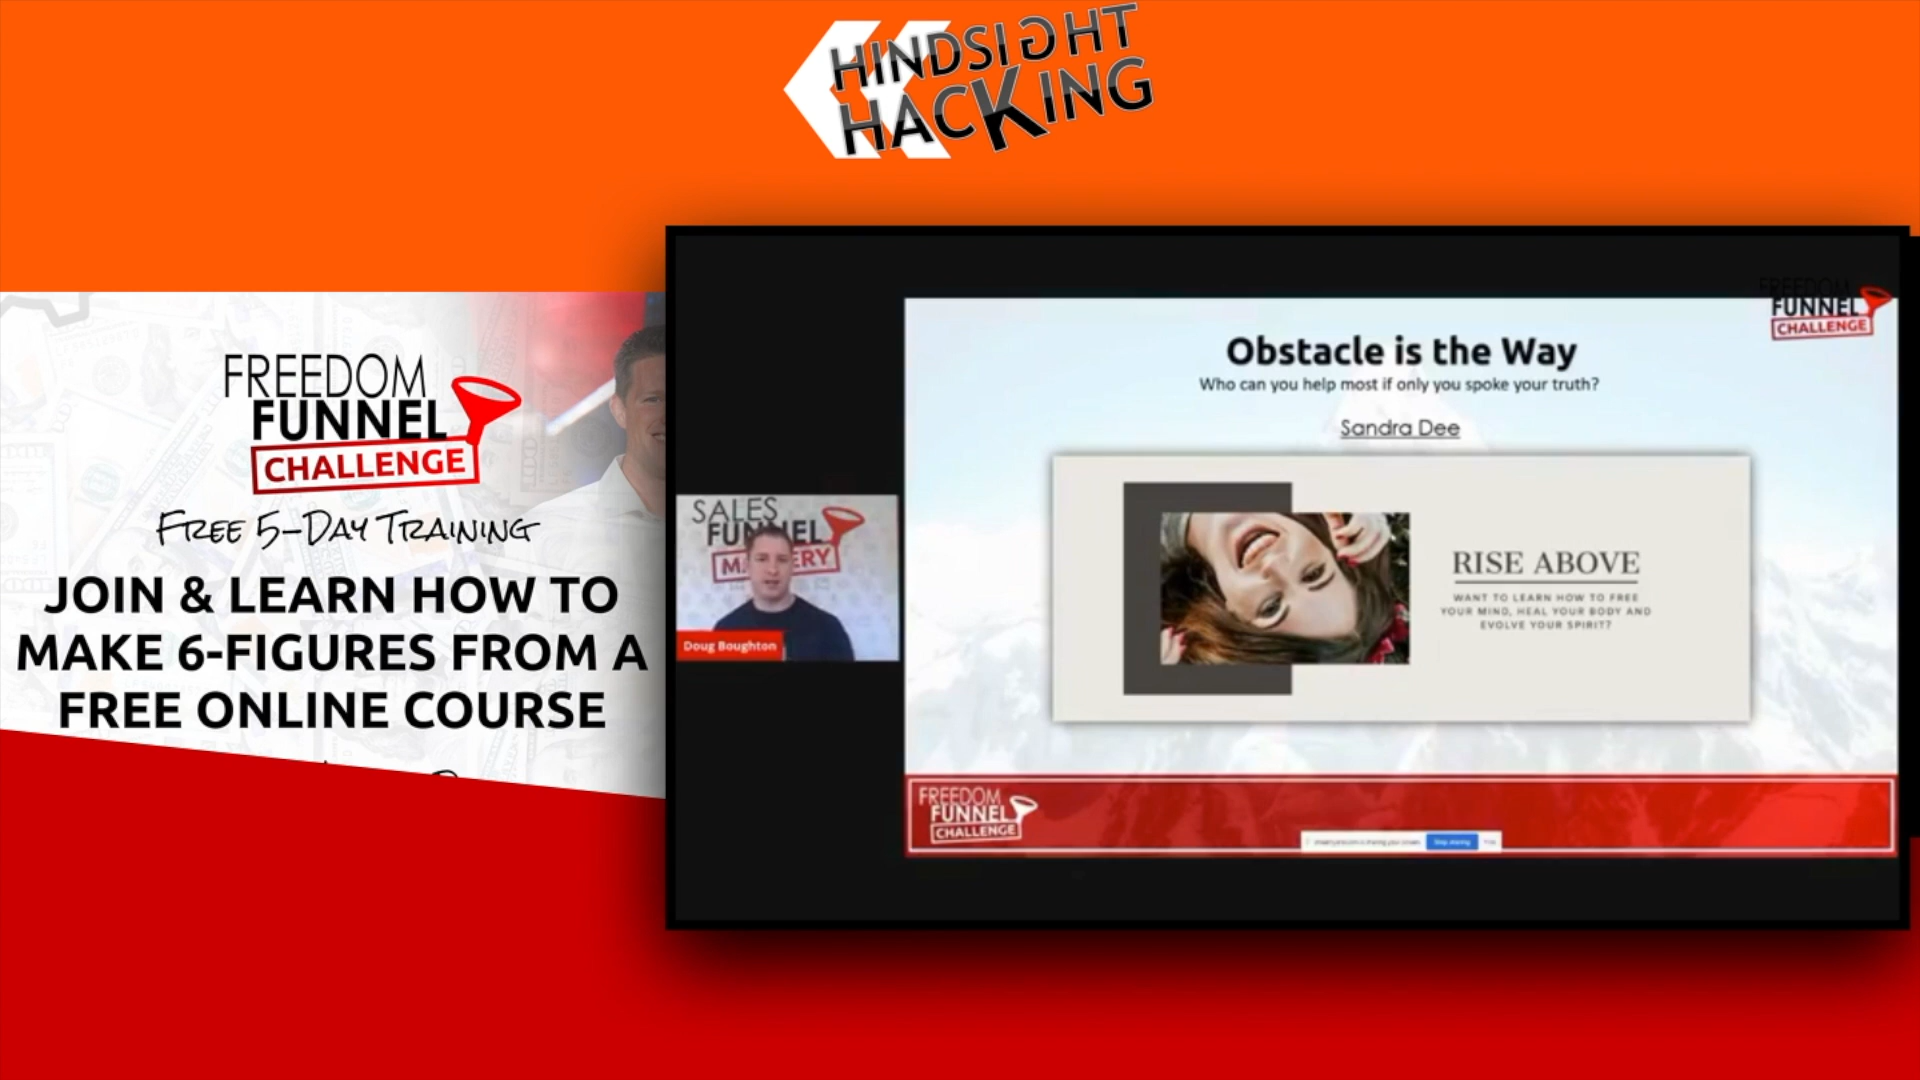 HINDSIGHT
HACKING
FREEDOM
FUNNEL
CHALLENGE
FREE 5-DAY TRAINING
JOIN & LEARN HOW TO
MAKE 6-FIGURES FROM A
FREE ONLINE COURSE
SALES
FUNNEL
Doug Boughton
FREEDOM
FUNNEL
CHALLENGE
Obstacle is the Way
Who can you help most if only you spoke your truth?
Sandra Dee
RISE ABOVE
WANT TO LEARN HOW TO FREE
YOUR MIND, HEAL YOUR BODY AND
EVOLVE YOUR SPIRIT?
FREEDOM
FUNNEL
CHALLENGE
Stop sharing